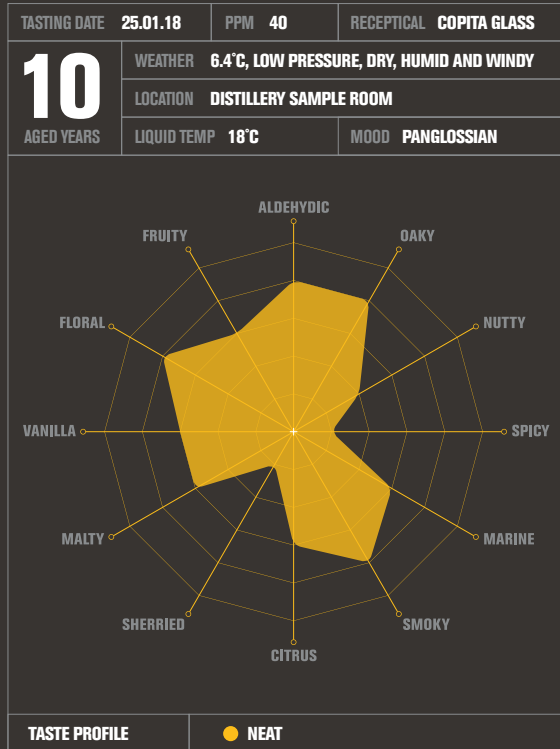 TASTING DATE 25.01.18 PPM 40 RECEPTICAL COPITA GLASS
10
AGED YEARS
WEATHER 6.4°C, LOW PRESSURE, DRY, HUMID AND WINDY
LOCATION DISTILLERY SAMPLE ROOM
LIQUID TEMP 18°C MOOD PANGLOSSIAN
ALDEHYDIC
FRUITY OAKY
FLORAL NUTTY
VANILLA SPICY
MALTY MARINE
SHERRIED SMOKY
CITRUS
TASTE PROFILE NEAT